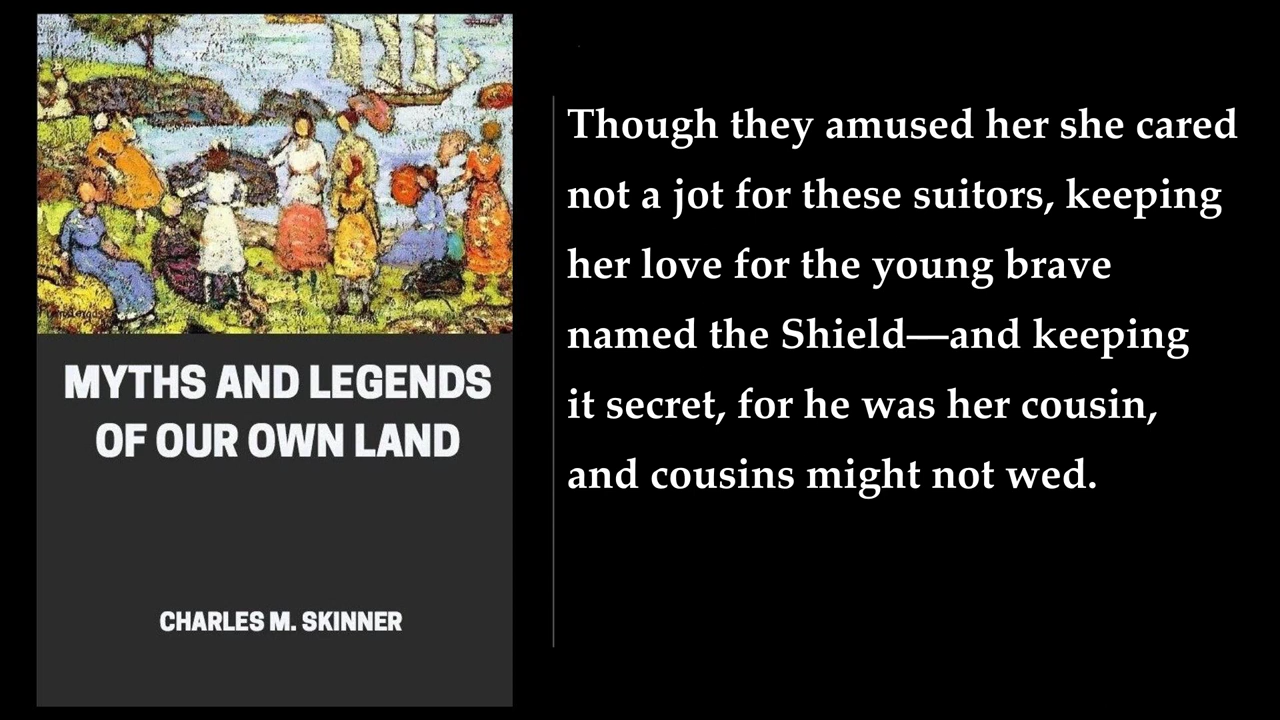 MYTHS AND LEGENDS
OF OUR OWN LAND
CHARLES M. SKINNER
Though they amused her she cared
not a jot for these suitors, keeping
her love for the young brave
named the Shield—and keeping
it secret, for he was her cousin,
and cousins might not wed.